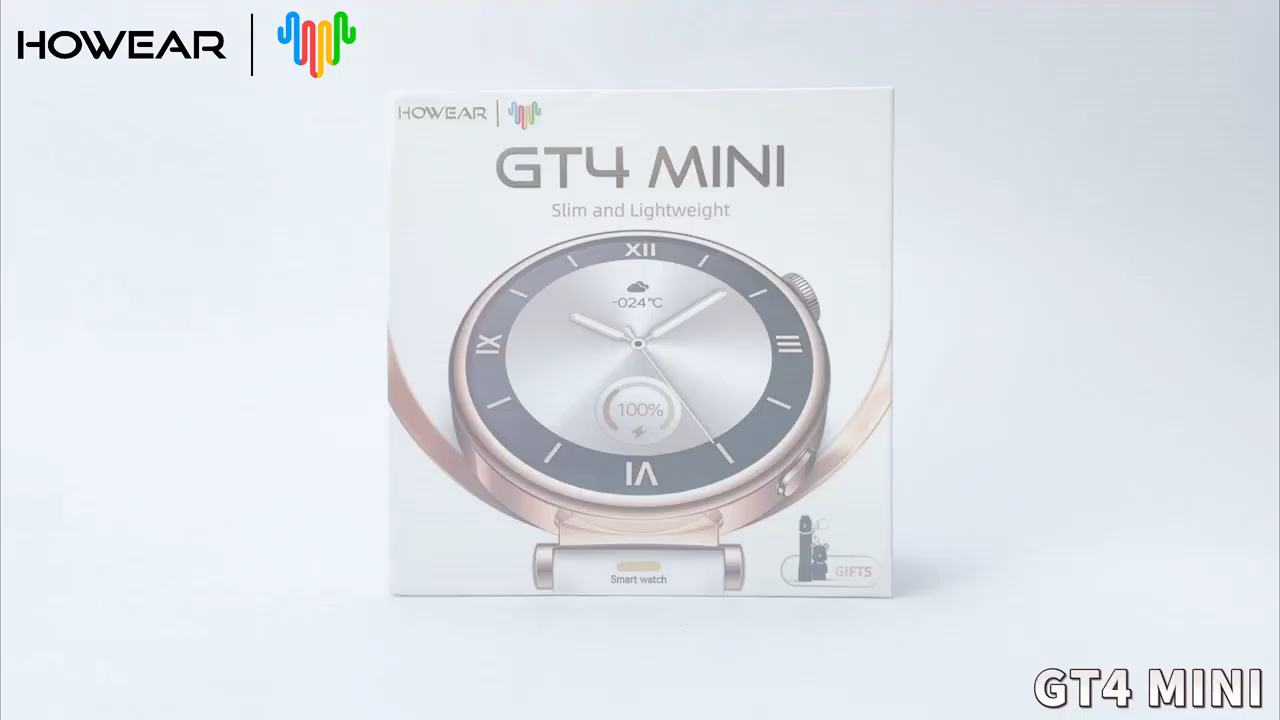 HOWEAR
HOWEAR
GT4 MINI
Slim and Lightweight
XII
-024°C
IX
III
100%
VI
Smart watch
GIFTS
GT4 MINI